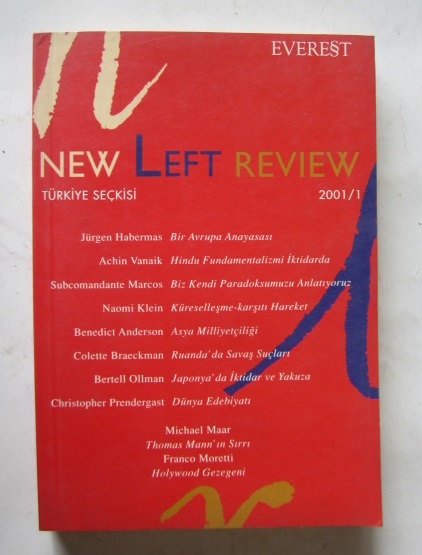 EVEREST
NEW LEFT REVIEW
TÜRKİYE SEÇKİSİ 2001/1
Jürgen Habermas Bir Avrupa Anayasası
Achin Vanaik Hindu Fundamentalizmi İktidarda
Subcomandante Marcos Biz Kendi Paradoksumuzu Anlatıyoruz
Naomi Klein Küreselleşme-karşıtı Hareket
Benedict Anderson Asya Milliyetçiliği
Colette Braeckman Ruanda'da Savaş Suçları
Bertell Ollman Japonya'da İktidar ve Yakuza
Christopher Prendergast Dünya Edebiyatı
Michael Maar
Thomas Mann'ın Sırrı
Franco Moretti
Holywood Gezegeni